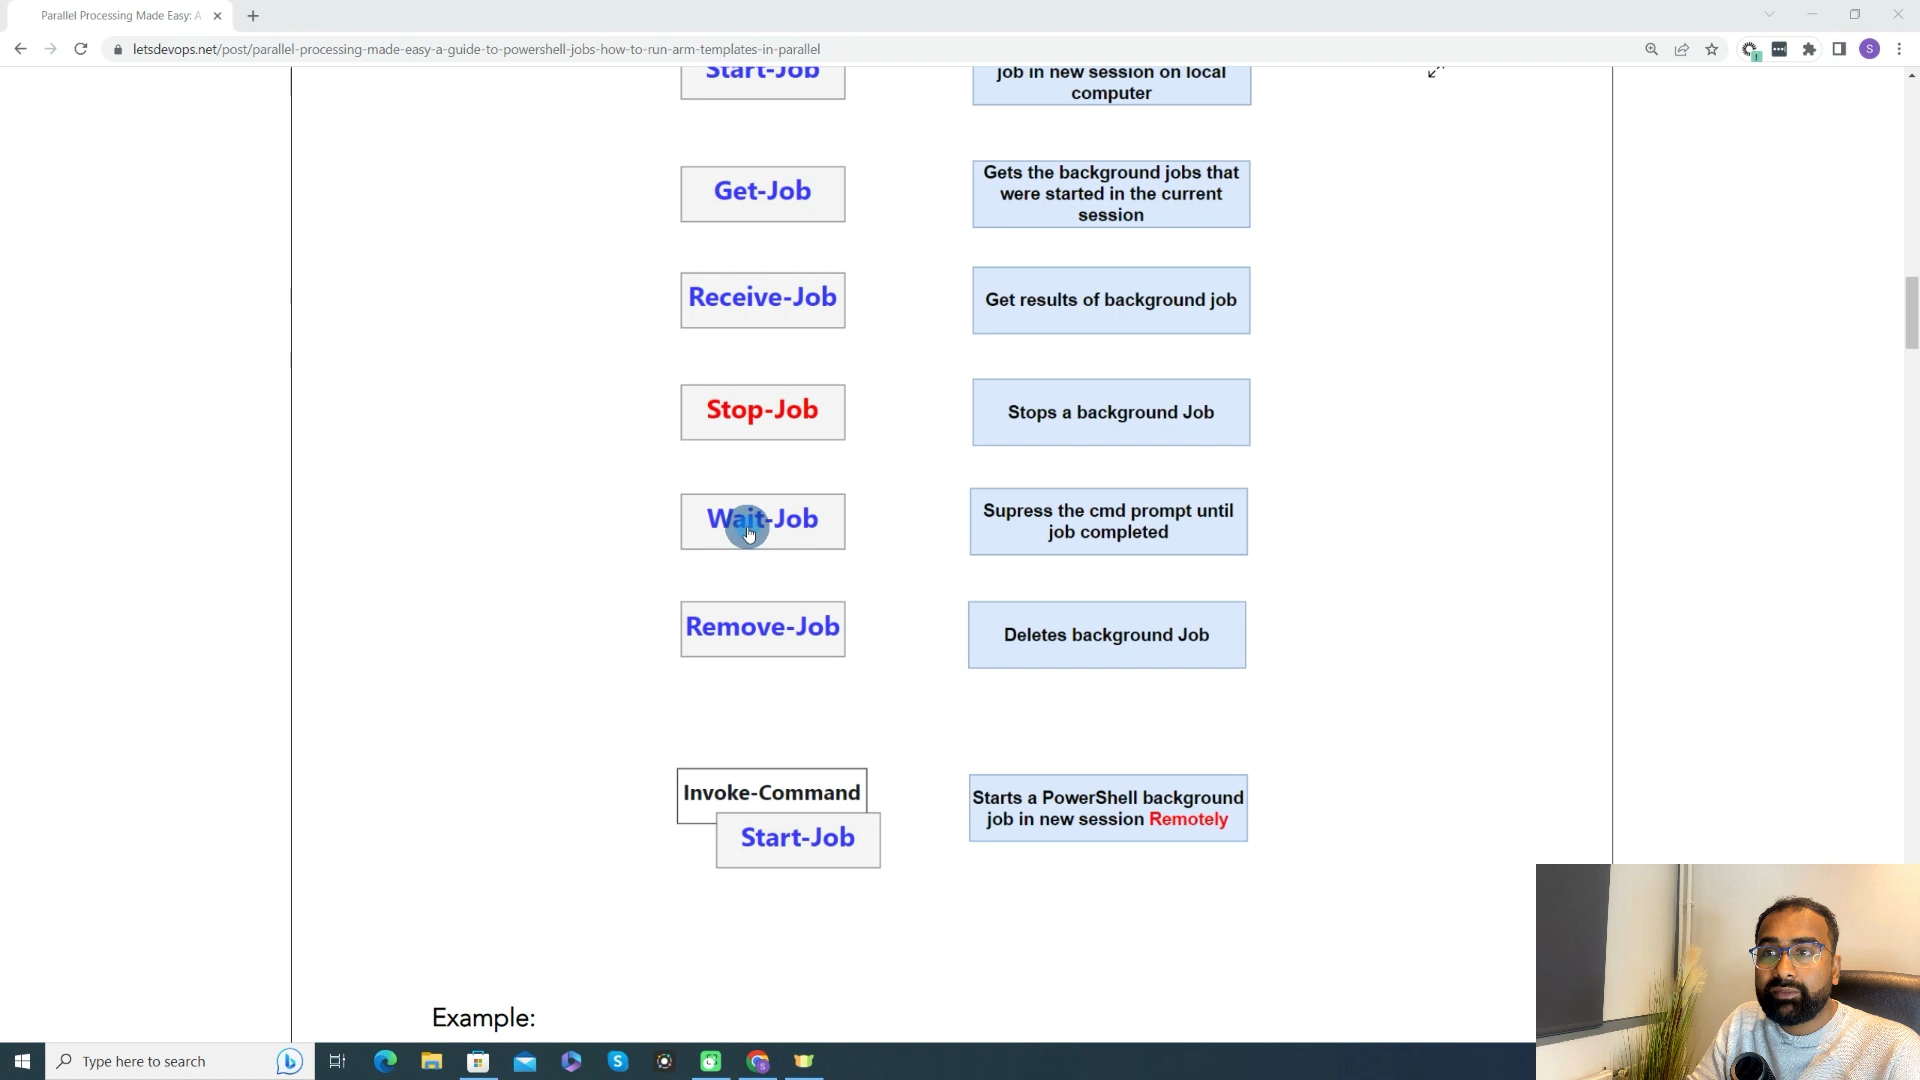 Parallel Processing Made Easy: A
letsdevops.net/post/parallel-processing-made-easy-a-guide-to-powershell-jobs-how-to-run-arm-templates-in-parallel
S
Start-Job
job in new session on local
computer
Get-Job
Gets the background jobs that
were started in the current
session
Receive-Job
Get results of background job
Stop-Job
Stops a background Job
Wait-Job
Supress the cmd prompt until
job completed
Remove-Job
Deletes background Job
Invoke-Command
Start-Job
Starts a PowerShell background
job in new session Remotely
Example:
Type here to search